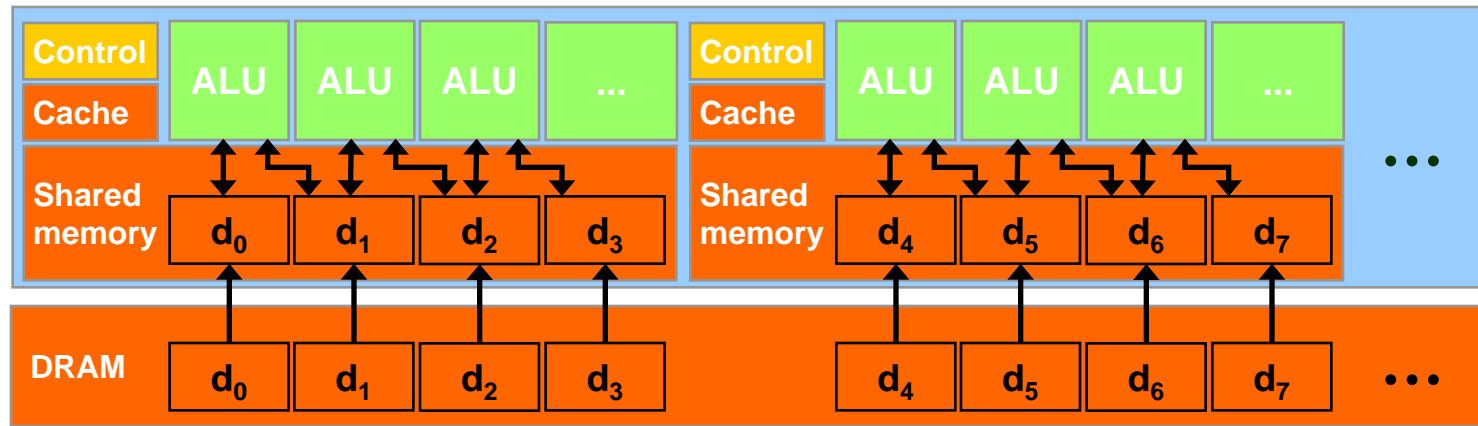 Control ALU ALU ALU ... Control ALU ALU ALU ...
Cache Cache
...
Shared memory d₀ d₁ d₂ d₃ Shared memory d₄ d₅ d₆ d₇
DRAM d₀ d₁ d₂ d₃ d₄ d₅ d₆ d₇ ...